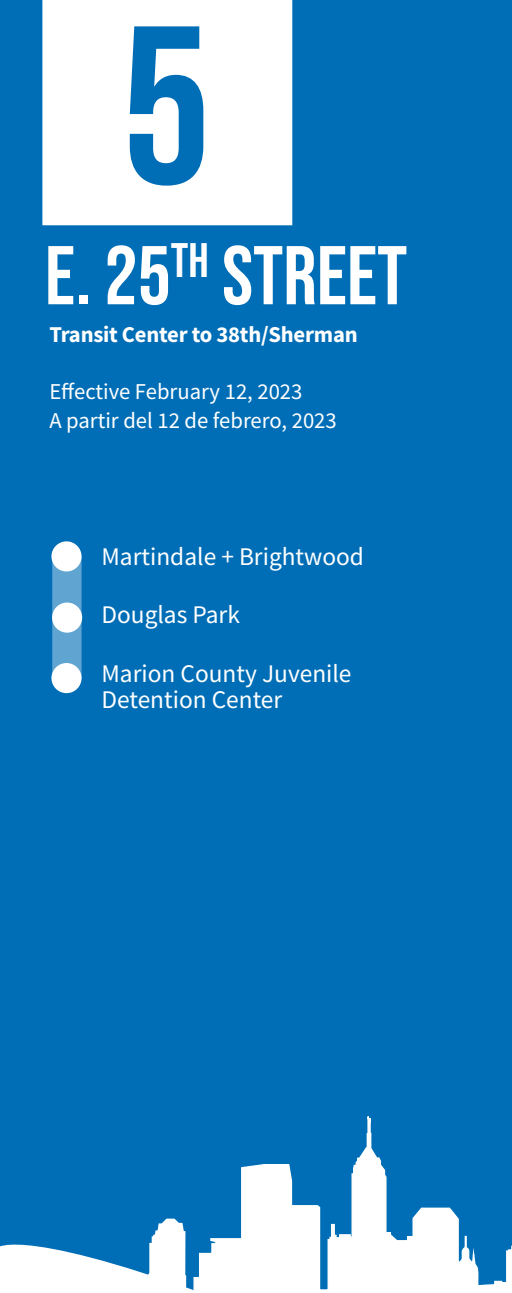 5
E. 25TH STREET
Transit Center to 38th/Sherman
Effective February 12, 2023
A partir del 12 de febrero, 2023
Martindale + Brightwood
Douglas Park
Marion County Juvenile
Detention Center